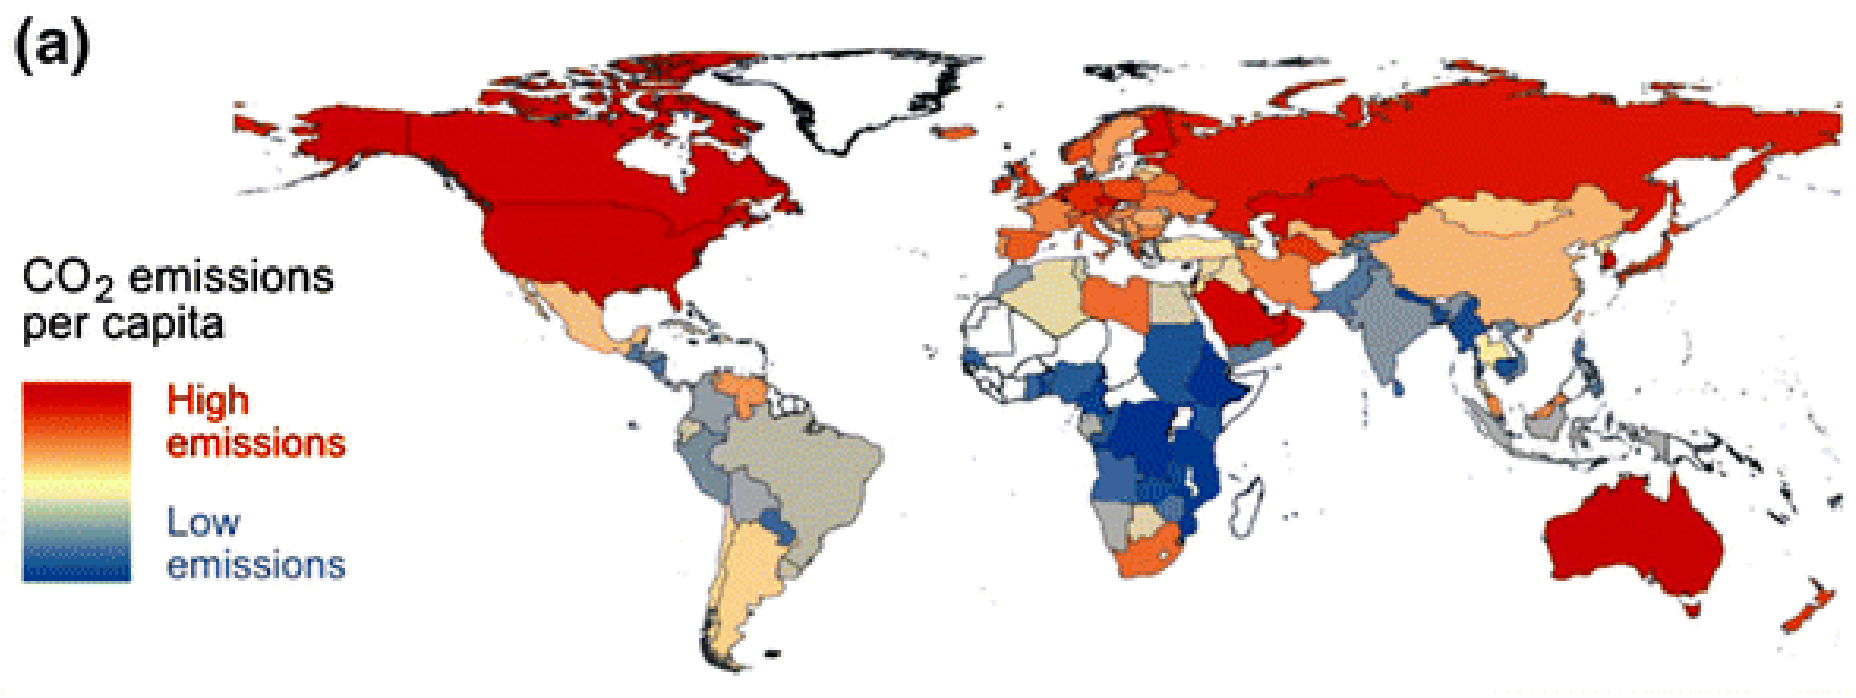 (a)
CO₂ emissions
per capita
High
emissions
Low
emissions